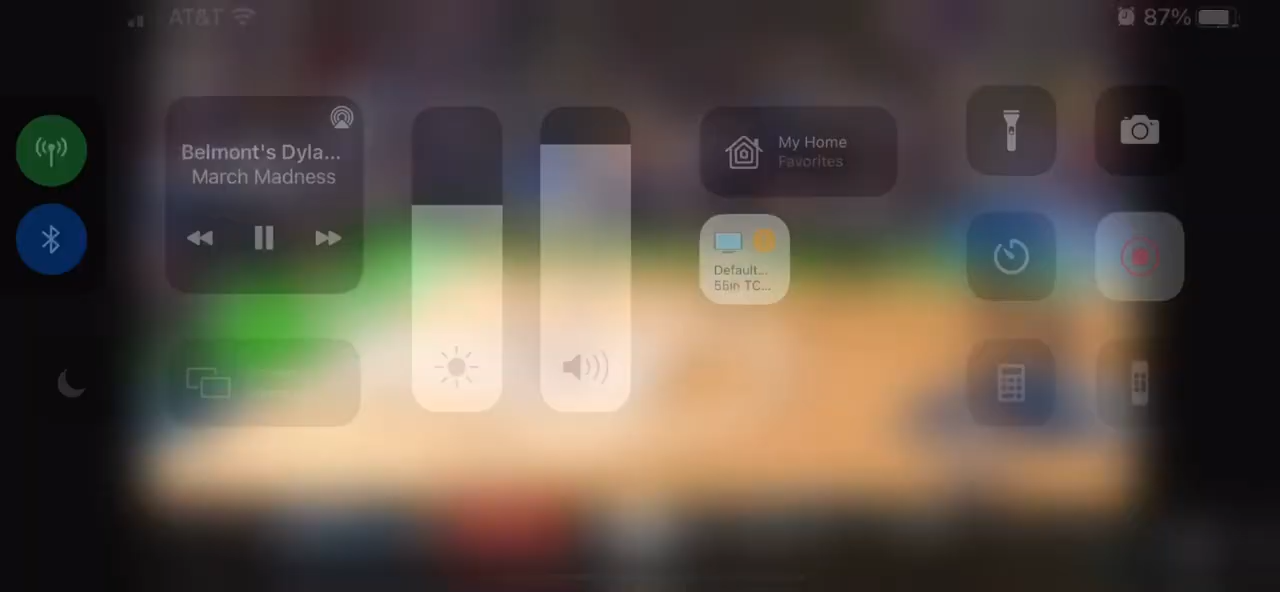 AT&T
87%
Belmont's Dyla...
March Madness
My Home
Favorites
Default...
55in TC...